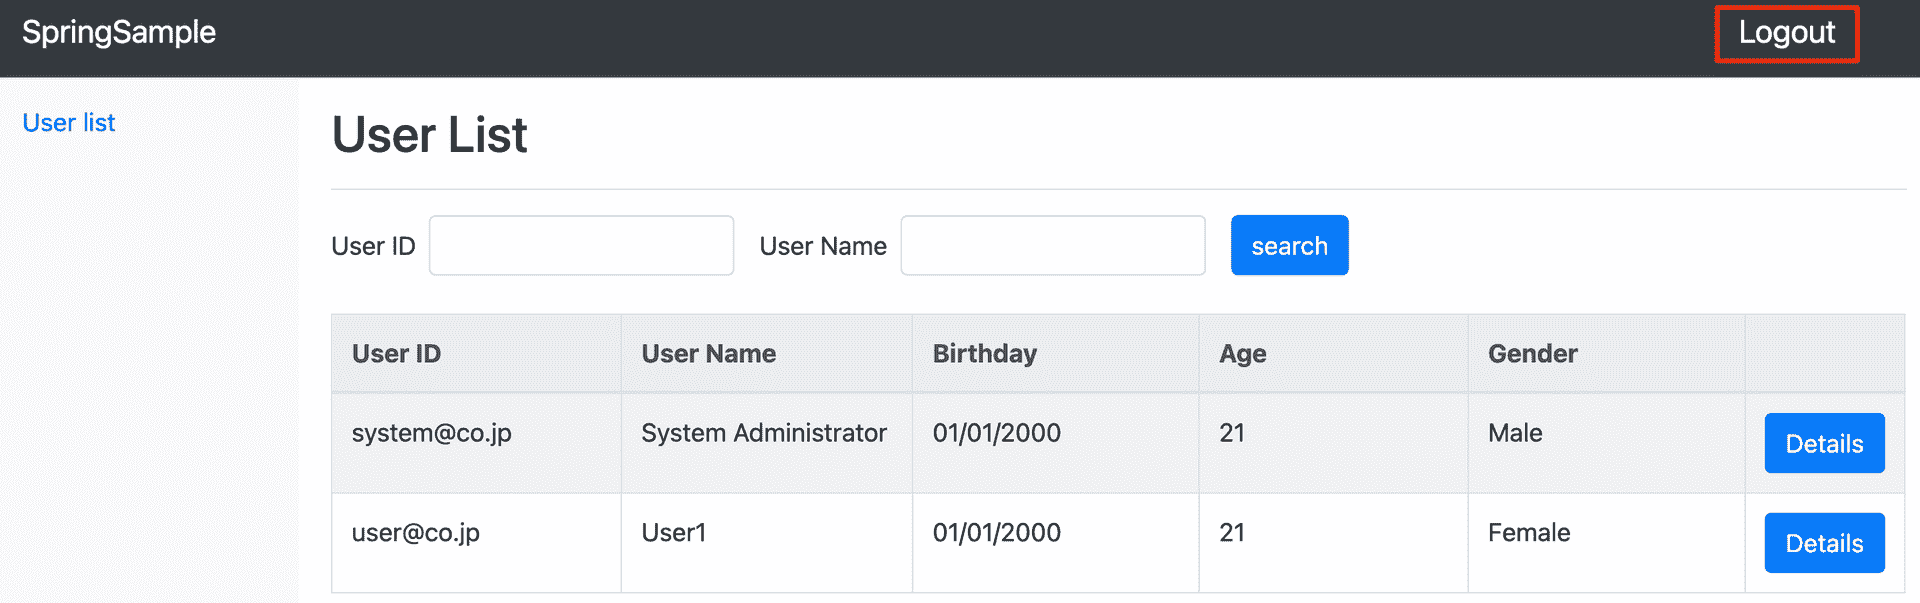 SpringSample Logout
User list
User List
User ID User Name search
User ID User Name Birthday Age Gender
system@co.jp System Administrator 01/01/2000 21 Male Details
user@co.jp User1 01/01/2000 21 Female Details